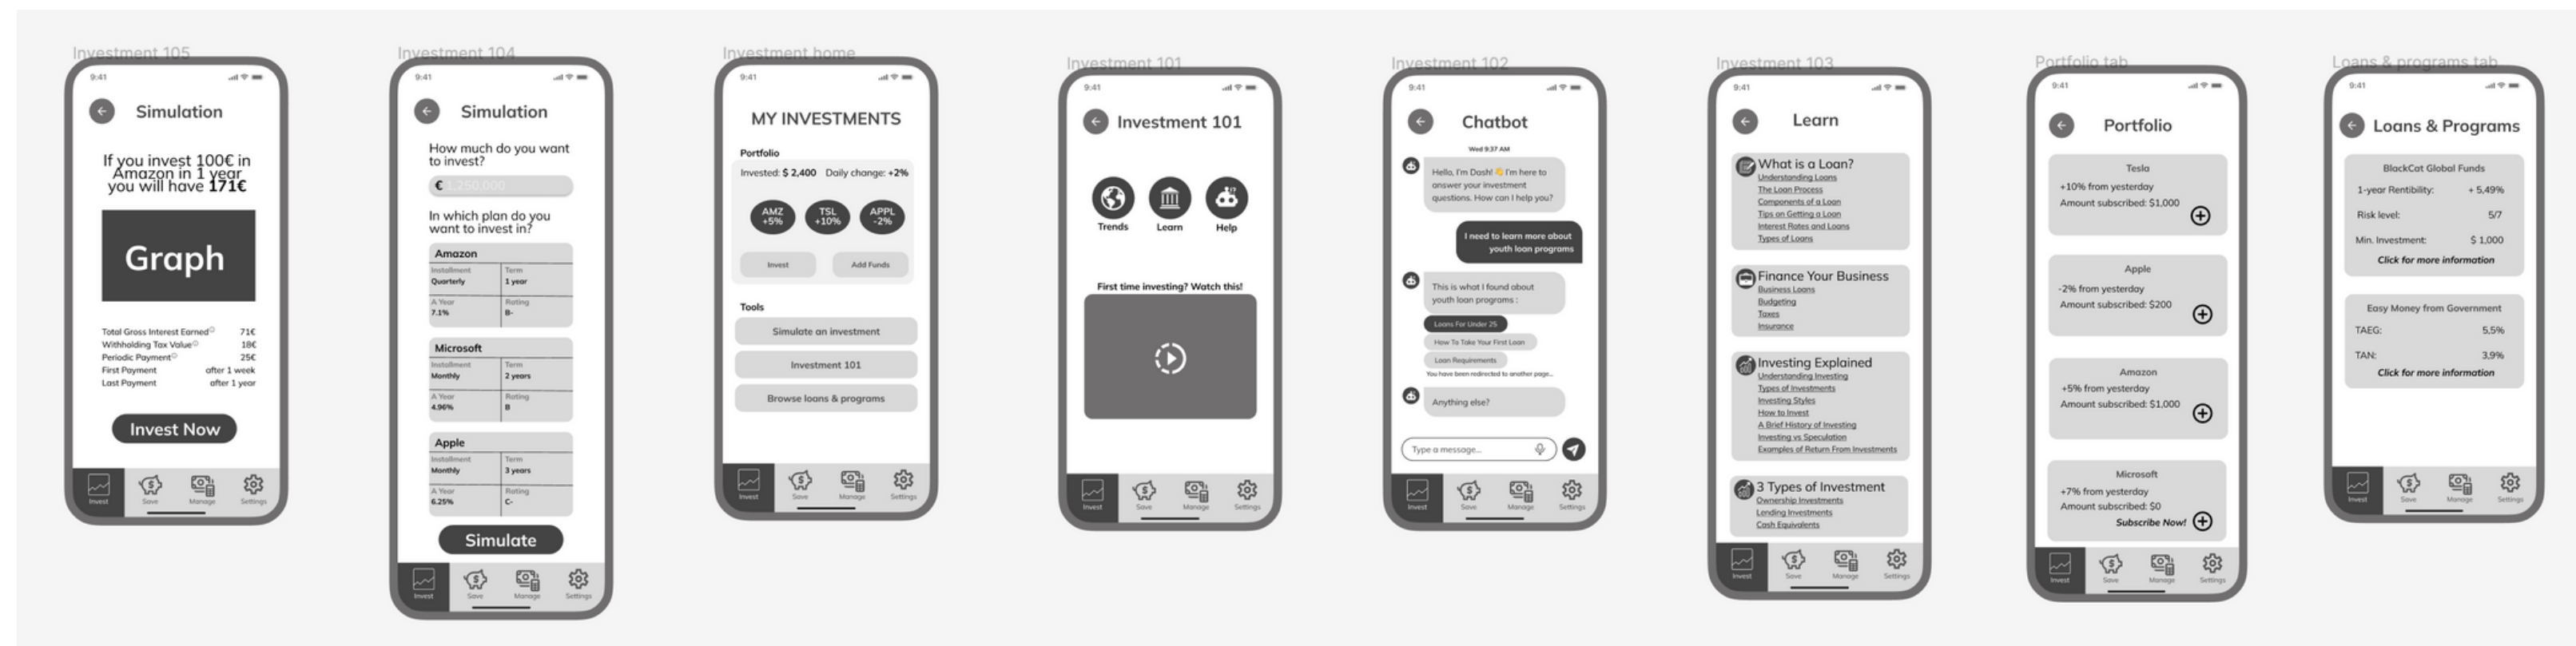 Investment 105
9:41
Simulation
If you invest 100€ in
Amazon in 1 year
you will have 171€
Graph
Total Gross Interest Earned 71€
Withholding Tax Value 18€
Periodic Payment 25€
First Payment after 1 week
Last Payment after 1 year
Invest Now
Invest Save Manage Settings
Investment 104
9:41
Simulation
How much do you want
to invest?
€ 1,250,000
In which plan do you
want to invest in?
Amazon
Installment Term
Quarterly 1 year
A Year Rating
7.1% B-
Microsoft
Installment Term
Monthly 2 years
A Year Rating
4.96% B
Apple
Installment Term
Monthly 3 years
A Year Rating
6.25% C-
Simulate
Invest Save Manage Settings
Investment home
9:41
MY INVESTMENTS
Portfolio
Invested: $ 2,400 Daily change: +2%
AMZ TSL APPL
+5% +10% -2%
Invest Add Funds
Tools
Simulate an investment
Investment 101
Browse loans & programs
Invest Save Manage Settings
Investment 101
9:41
Investment 101
Trends Learn Help
First time investing? Watch this!
Invest Save Manage Settings
Investment 102
9:41
Chatbot
Wed 9:37 AM
Hello, I'm Dash! 👋 I'm here to
answer your investment
questions. How can I help you?
I need to learn more about
youth loan programs
This is what I found about
youth loan programs :
Loans For Under 25
How To Take Your First Loan
Loan Requirements
You have been redirected to another page...
Anything else?
Type a message...
Invest Save Manage Settings
Investment 103
9:41
Learn
What is a Loan?
Understanding Loans
The Loan Process
Components of a Loan
Tips on Getting a Loan
Interest Rates and Loans
Types of Loans
Finance Your Business
Business Loans
Budgeting
Taxes
Insurance
Investing Explained
Understanding Investing
Types of Investments
Investing Styles
How to Invest
A Brief History of Investing
Investing vs Speculation
Examples of Return From Investments
3 Types of Investment
Ownership Investments
Lending Investments
Cash Equivalents
Invest Save Manage Settings
Portfolio tab
9:41
Portfolio
Tesla
+10% from yesterday
Amount subscribed: $1,000
Apple
-2% from yesterday
Amount subscribed: $200
Amazon
+5% from yesterday
Amount subscribed: $1,000
Microsoft
+7% from yesterday
Amount subscribed: $0
Subscribe Now!
Invest Save Manage Settings
Loans & programs tab
9:41
Loans & Programs
BlackCat Global Funds
1-year Rentibility: + 5,49%
Risk level: 5/7
Min. Investment: $ 1,000
Click for more information
Easy Money from Government
TAEG: 5,5%
TAN: 3,9%
Click for more information
Invest Save Manage Settings